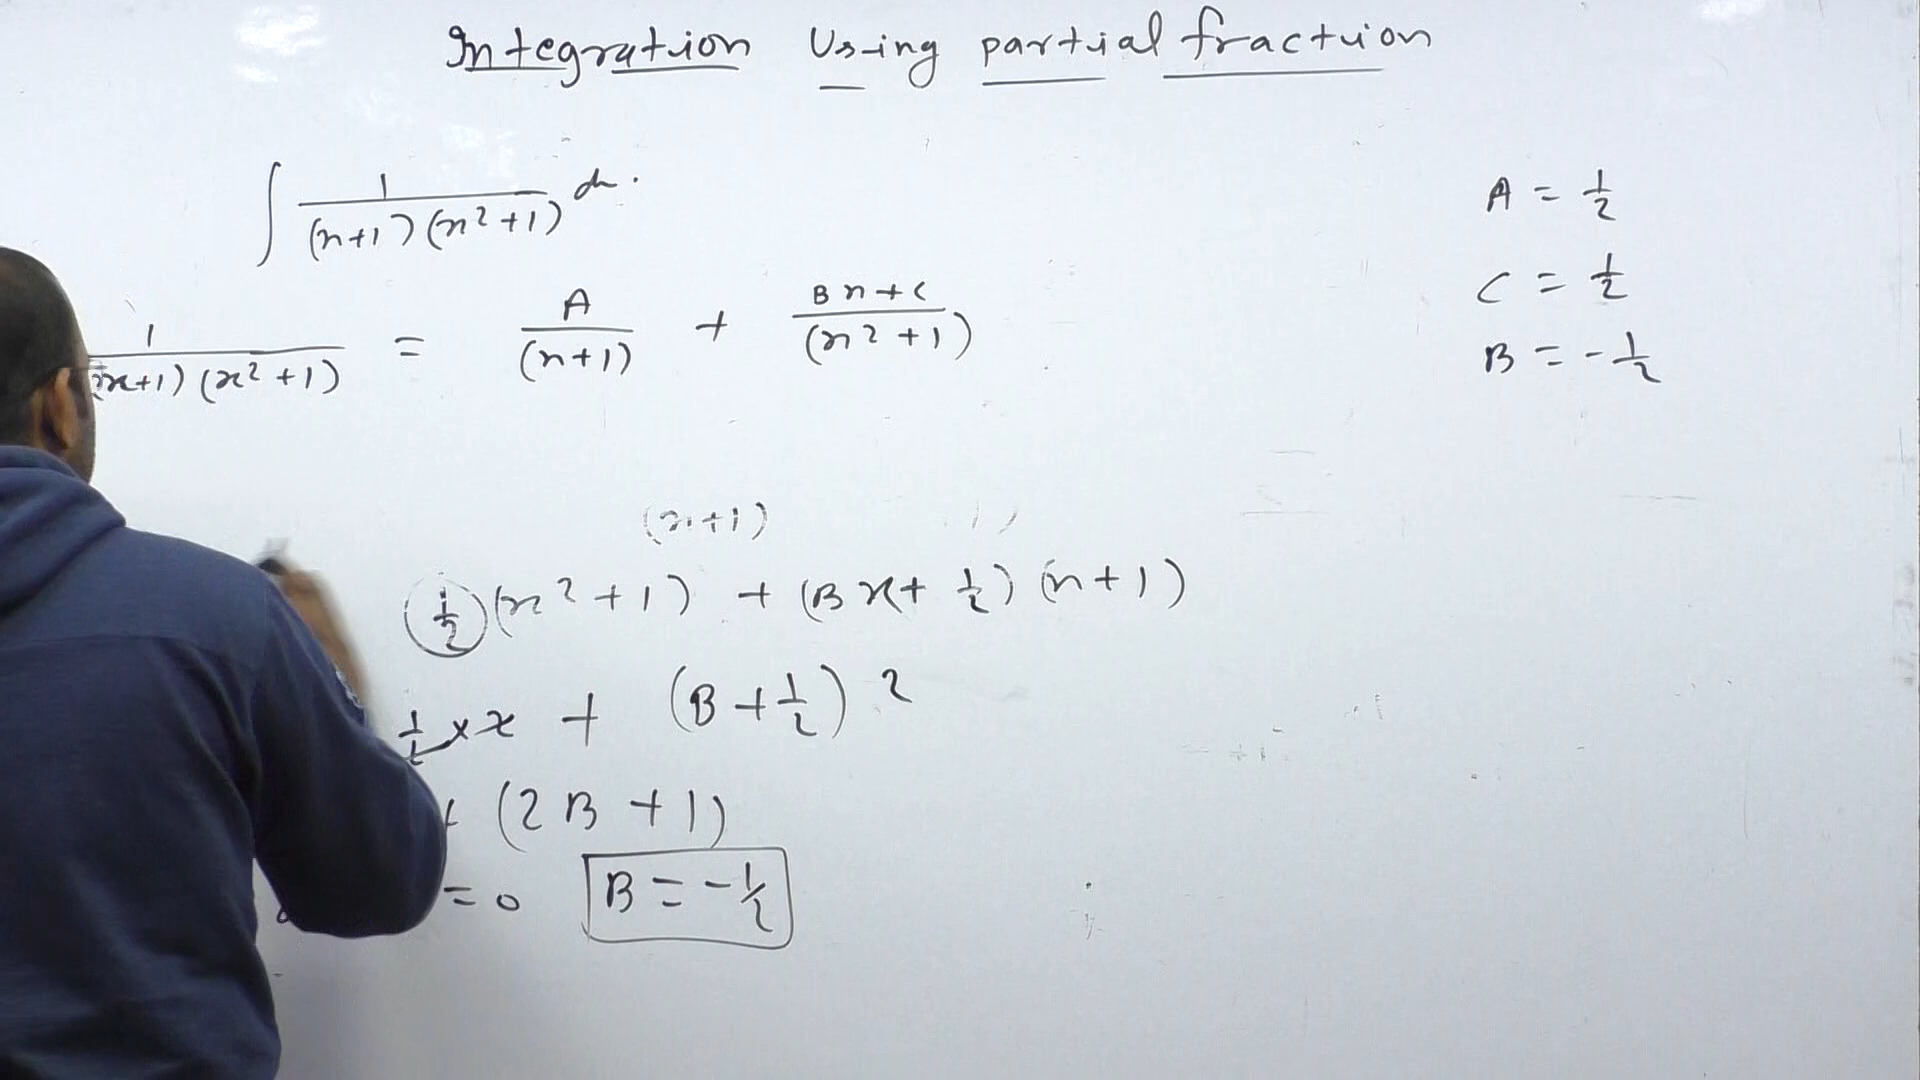 Integration Using partial fraction
∫ 1/((x+1)(x²+1)) dx.
A = 1/2
C = 1/2
B = -1/2
1/((x+1)(x²+1)) = A/(x+1) + (Bx+C)/(x²+1)
(x+1)
1/2 (x²+1) + (Bx + 1/2)(x+1)
1/2 × 2 + (B + 1/2) 2
+ (2B + 1)
= 0 B = -1/2